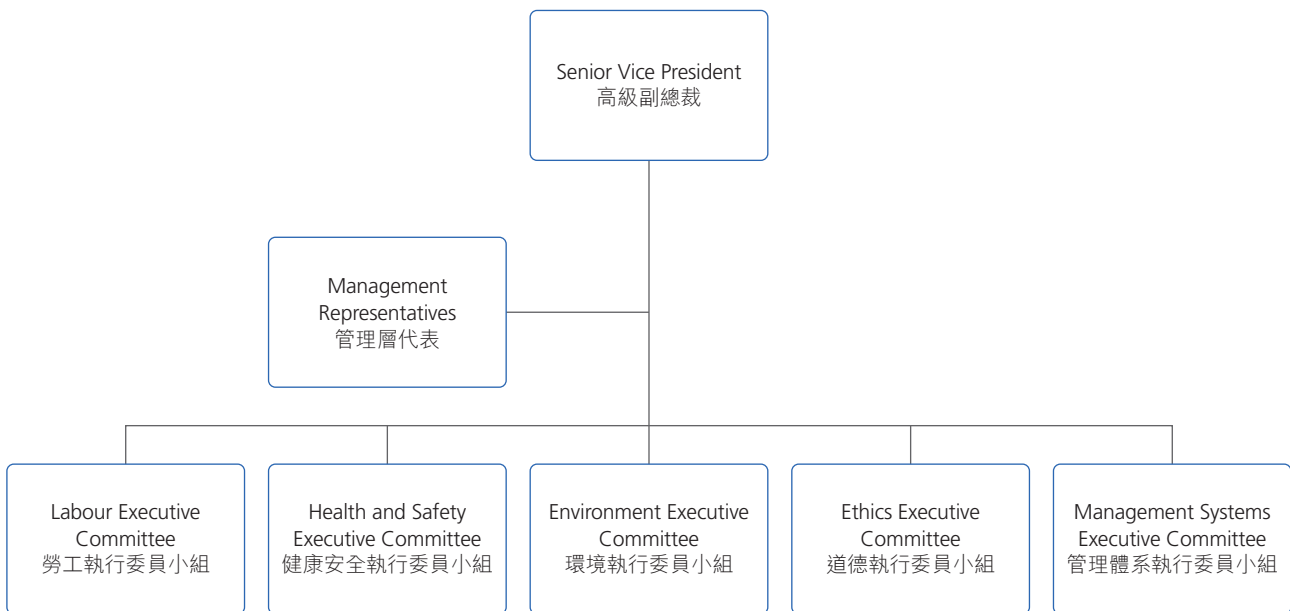 Senior Vice President
高級副總裁
Management
Representatives
管理層代表
Labour Executive
Committee
勞工執行委員小組
Health and Safety
Executive Committee
健康安全執行委員小組
Environment Executive
Committee
環境執行委員小組
Ethics Executive
Committee
道德執行委員小組
Management Systems
Executive Committee
管理體系執行委員小組